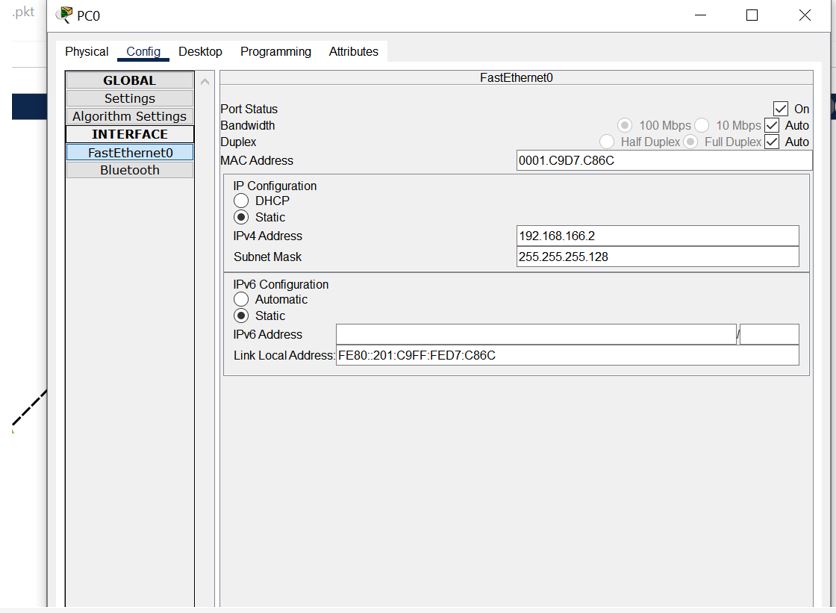 .pkt
PC0
Physical Config Desktop Programming Attributes
GLOBAL
Settings
Algorithm Settings
INTERFACE
FastEthernet0
Bluetooth
FastEthernet0
Port Status On
Bandwidth 100 Mbps 10 Mbps Auto
Duplex Half Duplex Full Duplex Auto
MAC Address 0001.C9D7.C86C
IP Configuration
DHCP
Static
IPv4 Address 192.168.166.2
Subnet Mask 255.255.255.128
IPv6 Configuration
Automatic
Static
IPv6 Address /
Link Local Address: FE80::201:C9FF:FED7:C86C